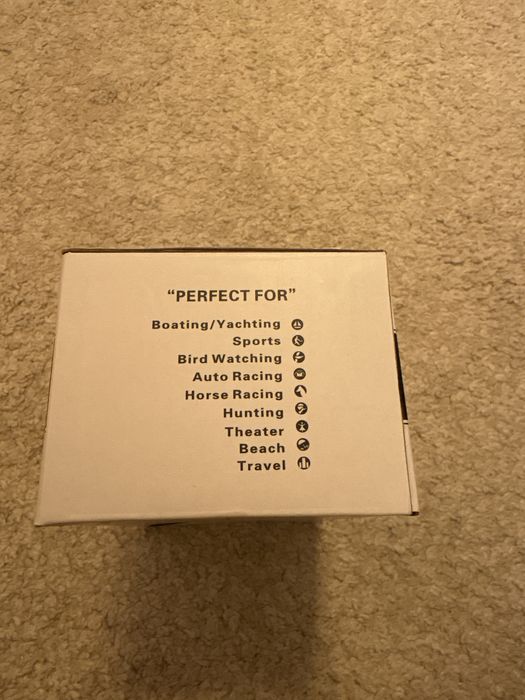 “PERFECT FOR”
Boating/Yachting
Sports
Bird Watching
Auto Racing
Horse Racing
Hunting
Theater
Beach
Travel